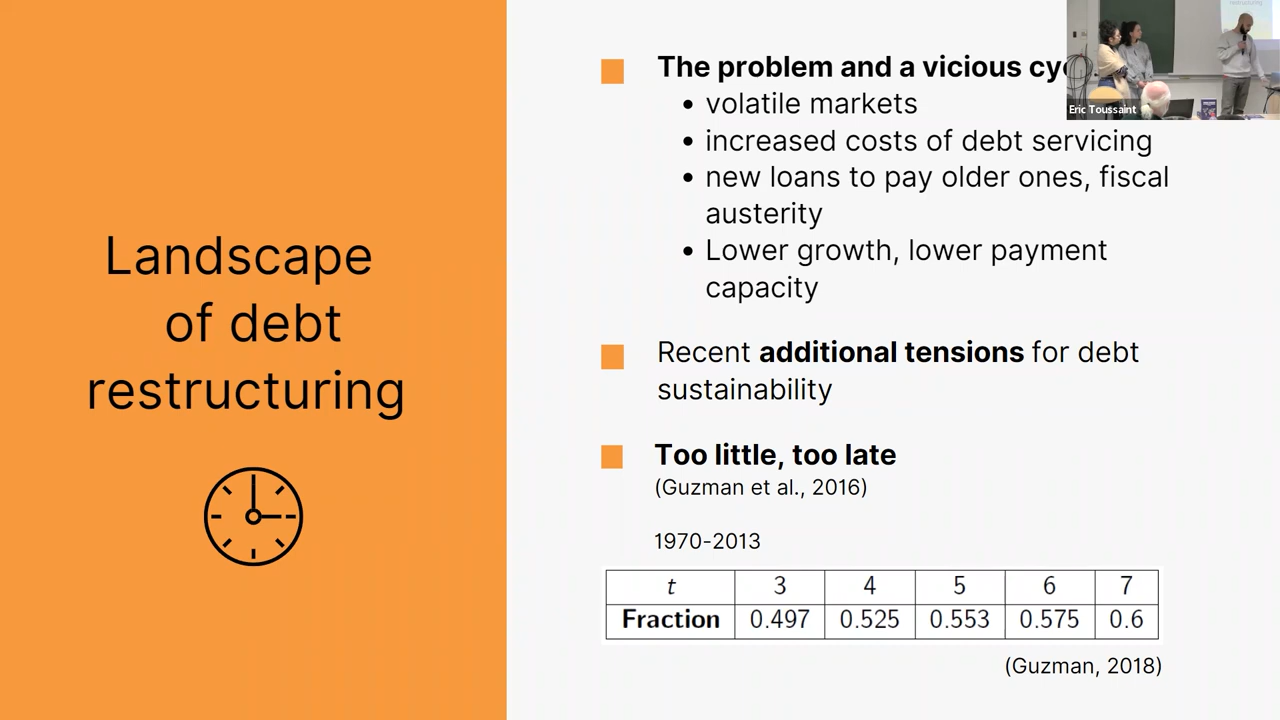 Landscape
of debt
restructuring
The problem and a vicious
volatile markets
increased costs of debt servicing
new loans to pay older ones, fiscal
austerity
Lower growth, lower payment
capacity
Recent additional tensions for debt
sustainability
Too little, too late
(Guzman et al., 2016)
1970-2013
t 3 4 5 6 7
Fraction 0.497 0.525 0.553 0.575 0.6
(Guzman, 2018)
Eric Toussaint